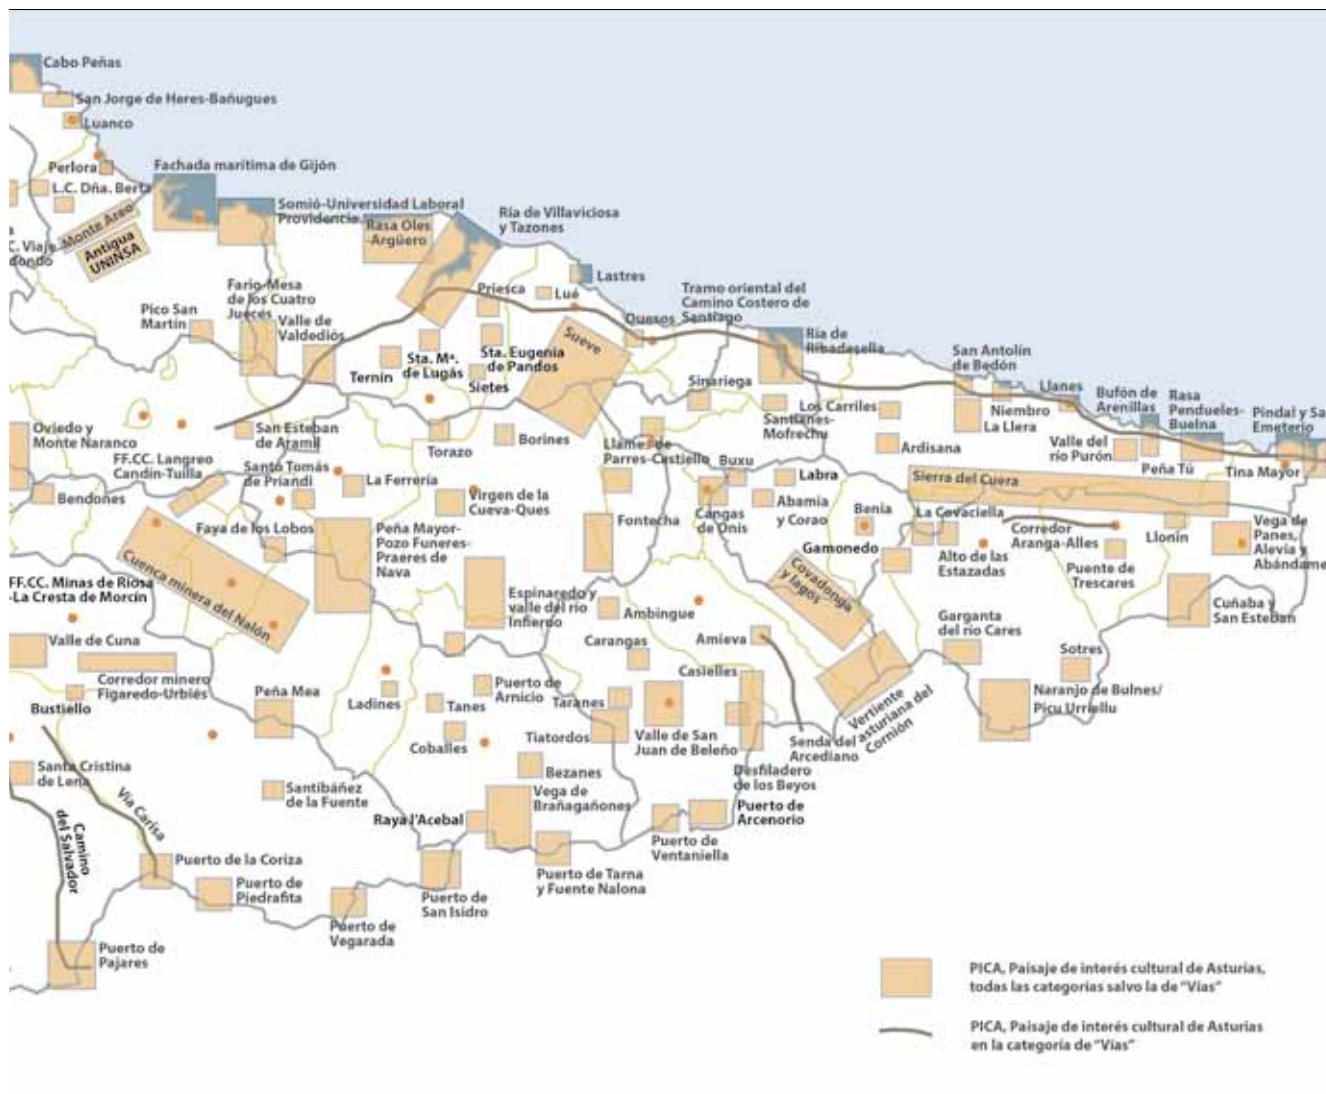 Cabo Peñas
San Jorge de Heres-Bañugues
Luanco
Perlora
Fachada marítima de Gijón
L.C. Dña. Berta
Monte Areo
Antigua
UNINSA
C. Viaje
Somió-Universidad Laboral
Providencia
Rasa Oles
-Argüero
Ría de Villaviciosa
y Tazones
Lastres
Fario-Mesa
de los Cuatro
Jueces
Priesca
Lué
Tramo oriental del
Camino Costero de
Santiago
Pico San
Martín
Valle de
Valdediós
Quesos
Sueve
Ría de
Ribadesella
Sta. Mª.
de Lugás
Sta. Eugenia
de Pandos
Ternín
Sietes
San Antolín
de Bedón
Sinariega
Llanes
Bufón de
Arenillas
Rasa
Pendueles-
Buelna
Pindal y Sa
Emeterio
Santianes-
Mofrechu
Los Carriles
Niembro
La Llera
Oviedo y
Monte Naranco
San Esteban
de Aramil
Torazo
Borines
Llames de
Parres-Castiello
Ardisana
Valle del
río Purón
Peña Tú
Tina Mayor
FF.CC. Langreo
Candín-Tuilla
Santo Tomás
de Priandi
La Ferrería
Buxu
Labra
Sierra del Cuera
Bendones
Virgen de la
Cueva-Ques
Cangas
de Onís
Abamia
y Corao
Benia
La Covaciella
Faya de los Lobos
Peña Mayor-
Pozo Funeres-
Praeres de
Nava
Fontecha
Corredor
Aranga-Alles
Llonín
Vega de
Panes,
Alevia y
Abándame
Gamonedo
Alto de las
Estazadas
Puente de
Trescares
Cuenca minera del Nalón
Covadonga
y lagos
FF.CC. Minas de Riosa
-La Cresta de Morcín
Espinaredo y
valle del río
Infierno
Ambingue
Cuñaba y
San Esteban
Garganta
del río Cares
Valle de Cuna
Carangas
Amieva
Sotres
Corredor minero
Figaredo-Urbiés
Casielles
Bustiello
Peña Mea
Ladines
Tanes
Puerto de
Arnicio
Taranes
Naranjo de Bulnes/
Picu Urriellu
Vertiente
asturiana del
Cornión
Coballes
Tiatordos
Valle de San
Juan de Beleño
Senda del
Arcediano
Santa Cristina
de Lena
Bezanes
Desfiladero
de los Beyos
Vía Carisa
Santibáñez
de la Fuente
Vega de
Brañagañones
Camino
del Salvador
Raya l'Acebal
Puerto de
Arcenorio
Puerto de
Ventaniella
Puerto de la Coriza
Puerto de Tarna
y Fuente Nalona
Puerto de
Piedrafita
Puerto de
San Isidro
Puerto de
Vegarada
Puerto de
Pajares
PICA, Paisaje de interés cultural de Asturias,
todas las categorías salvo la de "Vías"
PICA, Paisaje de interés cultural de Asturias
en la categoría de "Vías"